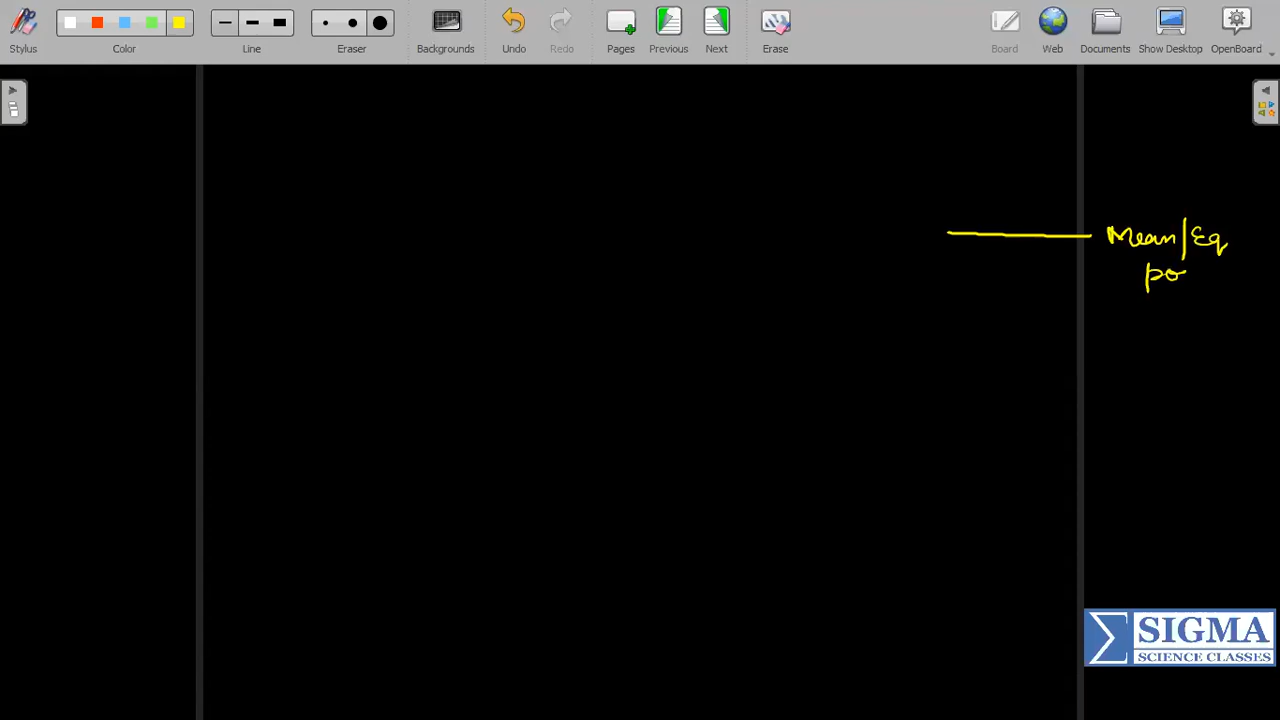 Stylus
Color
Line
Eraser
Backgrounds
Undo
Redo
Pages
Previous
Next
Erase
Board
Web
Documents
Show Desktop
OpenBoard
Mean/Eq
po
Σ SIGMA
SCIENCE CLASSES